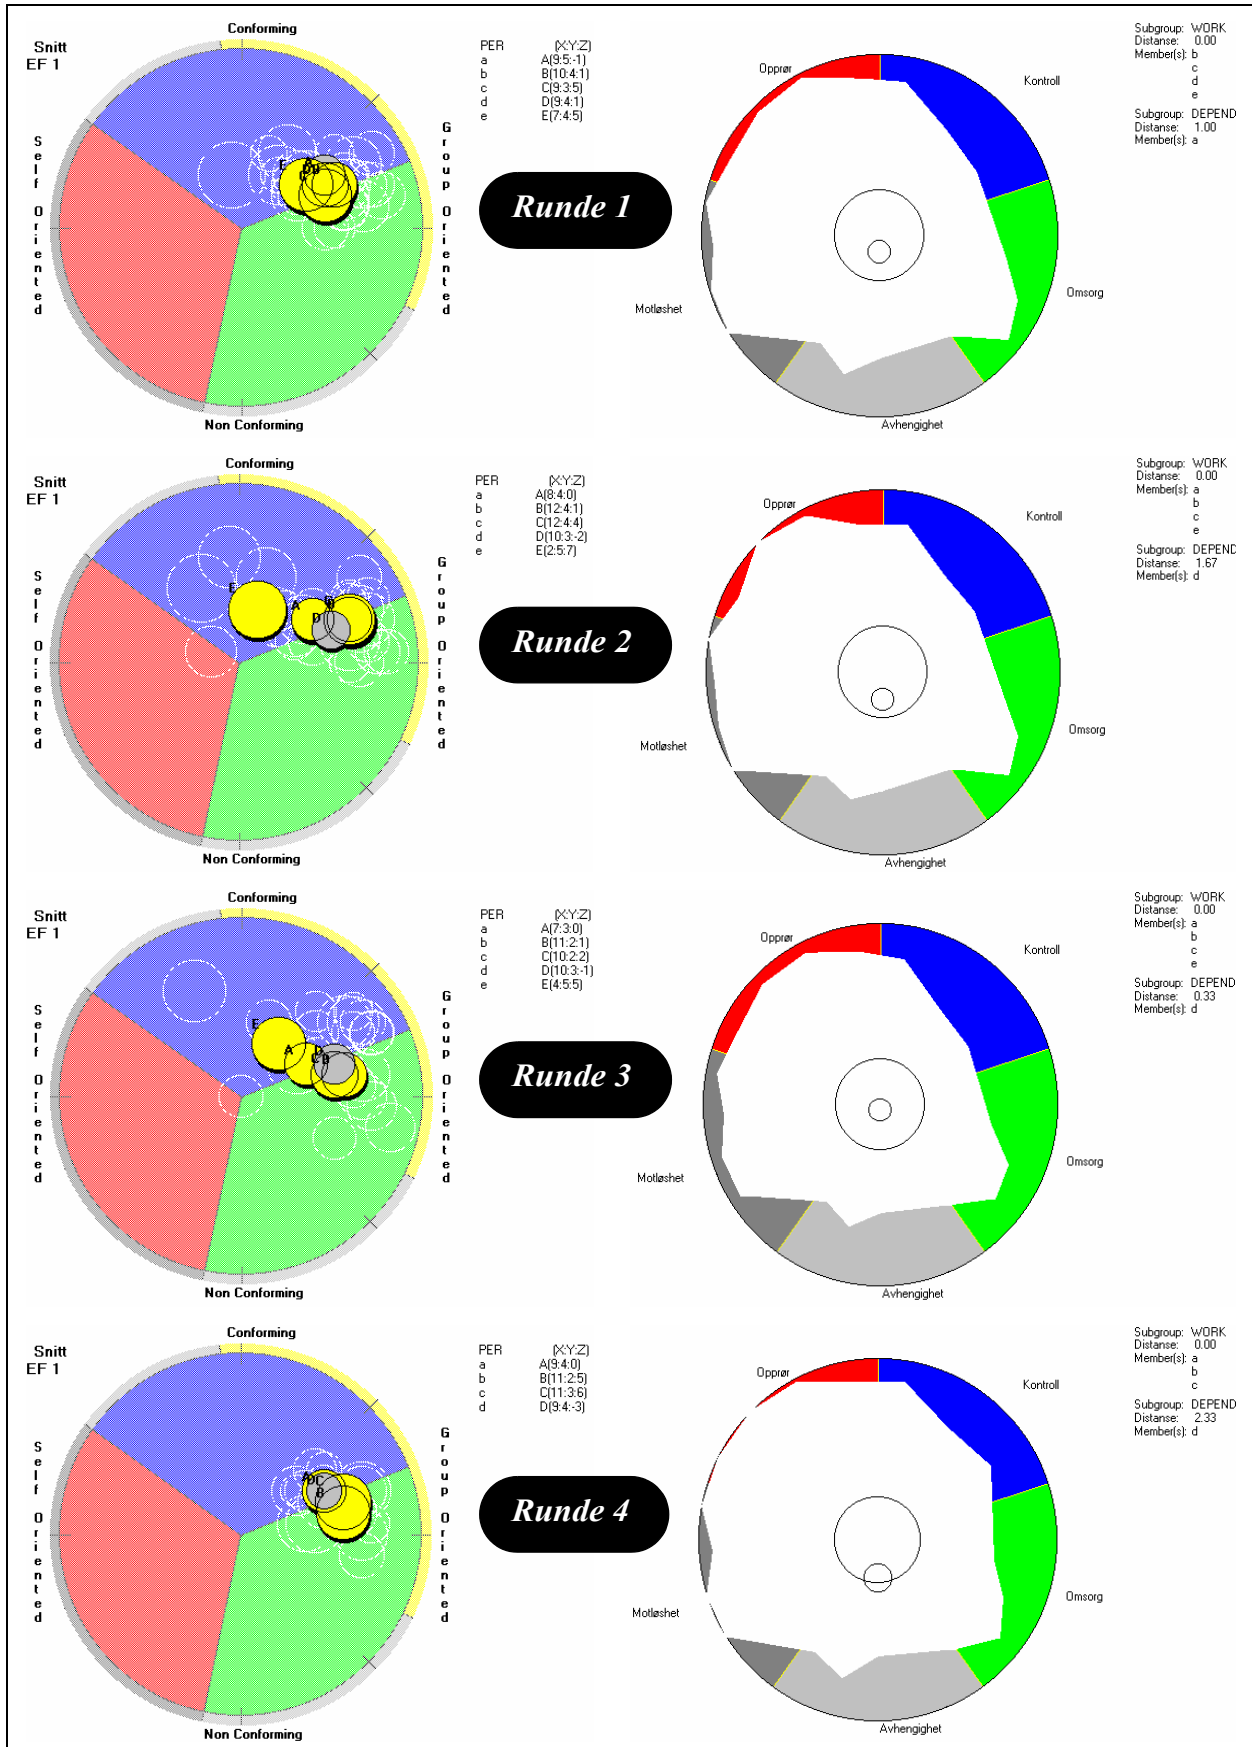 Conforming
Snitt
EF 1
Self Oriented
Group Oriented
Non Conforming
PER (X:Y:Z)
a A(9:5:-1)
b B(10:4:1)
c C(9:3:5)
d D(9:4:1)
e E(7:4:5)
Runde 1
Opprør
Kontroll
Omsorg
Avhengighet
Motløshet
Subgroup: WORK
Distanse: 0.00
Member(s): b
c
d
e
Subgroup: DEPEND
Distanse: 1.00
Member(s): a
Conforming
Snitt
EF 1
Self Oriented
Group Oriented
E
A
D
Non Conforming
PER (X:Y:Z)
a A(8:4:0)
b B(12:4:1)
c C(12:4:4)
d D(10:3:-2)
e E(2:5:7)
Runde 2
Opprør
Kontroll
Omsorg
Avhengighet
Motløshet
Subgroup: WORK
Distanse: 0.00
Member(s): a
b
c
e
Subgroup: DEPEND
Distanse: 1.67
Member(s): d
Conforming
Snitt
EF 1
Self Oriented
Group Oriented
E
A
D
C
B
Non Conforming
PER (X:Y:Z)
a A(7:3:0)
b B(11:2:1)
c C(10:2:2)
d D(10:3:-1)
e E(4:5:5)
Runde 3
Opprør
Kontroll
Omsorg
Avhengighet
Motløshet
Subgroup: WORK
Distanse: 0.00
Member(s): a
b
c
e
Subgroup: DEPEND
Distanse: 0.33
Member(s): d
Conforming
Snitt
EF 1
Self Oriented
Group Oriented
A
D
C
B
Non Conforming
PER (X:Y:Z)
a A(9:4:0)
b B(11:2:5)
c C(11:3:6)
d D(9:4:-3)
Runde 4
Opprør
Kontroll
Omsorg
Avhengighet
Motløshet
Subgroup: WORK
Distanse: 0.00
Member(s): a
b
c
Subgroup: DEPEND
Distanse: 2.33
Member(s): d